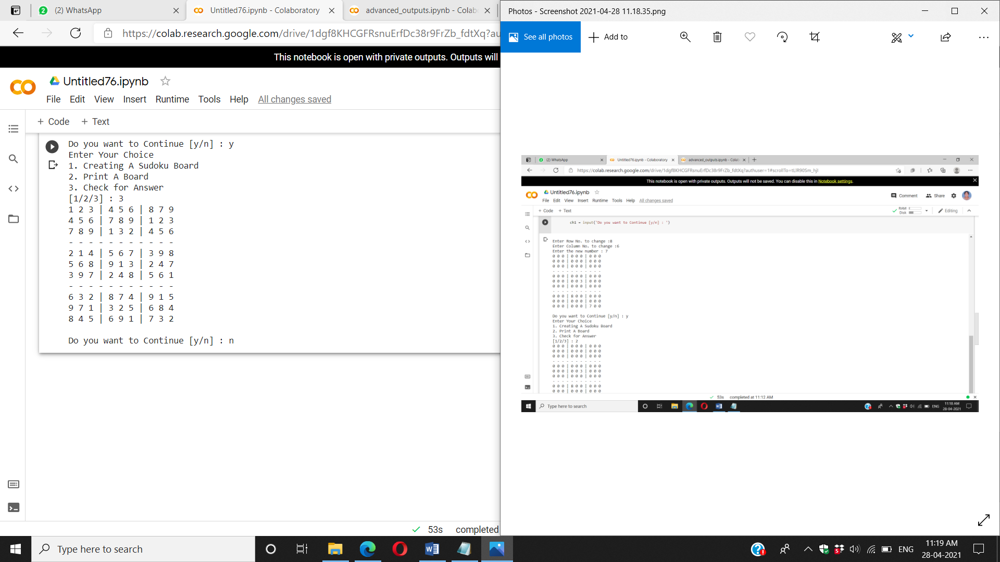 (2) WhatsApp
Untitled76.ipynb - Colaboratory
advanced_outputs.ipynb - Colab
https://colab.research.google.com/drive/1dgf8KHCGFRsnuErfDc38r9FrZb_fdtXq?au
This notebook is open with private outputs. Outputs will
Untitled76.ipynb
File Edit View Insert Runtime Tools Help All changes saved
+ Code + Text
Do you want to Continue [y/n] : y
Enter Your Choice
1. Creating A Sudoku Board
2. Print A Board
3. Check for Answer
[1/2/3] : 3
1 2 3 | 4 5 6 | 8 7 9
4 5 6 | 7 8 9 | 1 2 3
7 8 9 | 1 3 2 | 4 5 6
- - - - - - - - - - -
2 1 4 | 5 6 7 | 3 9 8
5 6 8 | 9 1 3 | 2 4 7
3 9 7 | 2 4 8 | 5 6 1
- - - - - - - - - - -
6 3 2 | 8 7 4 | 9 1 5
9 7 1 | 3 2 5 | 6 8 4
8 4 5 | 6 9 1 | 7 3 2
Do you want to Continue [y/n] : n
53s completed
Photos - Screenshot 2021-04-28 11.18.35.png
See all photos
Add to
(2) WhatsApp
Untitled76.ipynb - Colaboratory
advanced_outputs.ipynb - Colab
https://colab.research.google.com/drive/1dgf8KHCGFRsnuErfDc38r9FrZb_fdtXq?authuser=1#scrollTo=tLlR90Sm_hjl
This notebook is open with private outputs. Outputs will not be saved. You can disable this in Notebook settings.
Untitled76.ipynb
File Edit View Insert Runtime Tools Help All changes saved
Comment Share
+ Code + Text
RAM
Disk
Editing
ch1 = input('Do you want to Continue [y/n] : ')
Enter Row No. to change :8
Enter Column No. to change :6
Enter the new number : 7
0 0 0 | 0 0 0 | 0 0 0
0 0 0 | 0 0 0 | 0 0 0
0 0 0 | 0 0 0 | 0 0 0
- - - - - - - - - - -
0 0 0 | 0 0 0 | 0 0 0
0 0 0 | 0 0 3 | 0 0 0
0 0 0 | 0 0 0 | 0 0 0
- - - - - - - - - - -
0 0 0 | 8 0 0 | 0 0 0
0 0 0 | 0 0 0 | 0 0 0
0 0 0 | 0 0 0 | 7 0 0
Do you want to Continue [y/n] : y
Enter Your Choice
1. Creating A Sudoku Board
2. Print A Board
3. Check for Answer
[1/2/3] : 2
0 0 0 | 0 0 0 | 0 0 0
0 0 0 | 0 0 0 | 0 0 0
0 0 0 | 0 0 0 | 0 0 0
- - - - - - - - - - -
0 0 0 | 0 0 0 | 0 0 0
0 0 0 | 0 0 3 | 0 0 0
0 0 0 | 0 0 0 | 0 0 0
- - - - - - - - - - -
0 0 0 | 8 0 0 | 0 0 0
0 0 0 | 0 0 0 | 0 0 0
53s completed at 11:12 AM
Type here to search
ENG
11:18 AM
28-04-2021
Type here to search
ENG
11:19 AM
28-04-2021